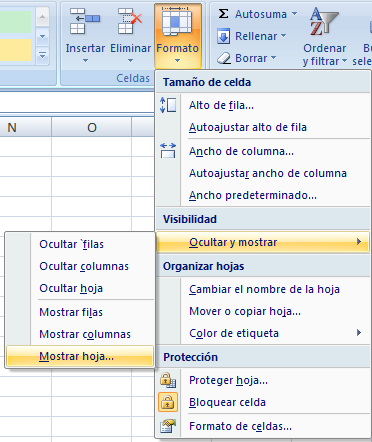 Insertar Eliminar Formato
Celdas
Σ Autosuma
Rellenar
Borrar
Ordenar
y filtrar
B
selec
N O
Tamaño de celda
Alto de fila...
Autoajustar alto de fila
Ancho de columna...
Autoajustar ancho de columna
Ancho predeterminado...
Visibilidad
Ocultar y mostrar
Organizar hojas
Cambiar el nombre de la hoja
Mover o copiar hoja...
Color de etiqueta
Protección
Proteger hoja...
Bloquear celda
Formato de celdas...
Ocultar `filas
Ocultar columnas
Ocultar hoja
Mostrar filas
Mostrar columnas
Mostrar hoja...